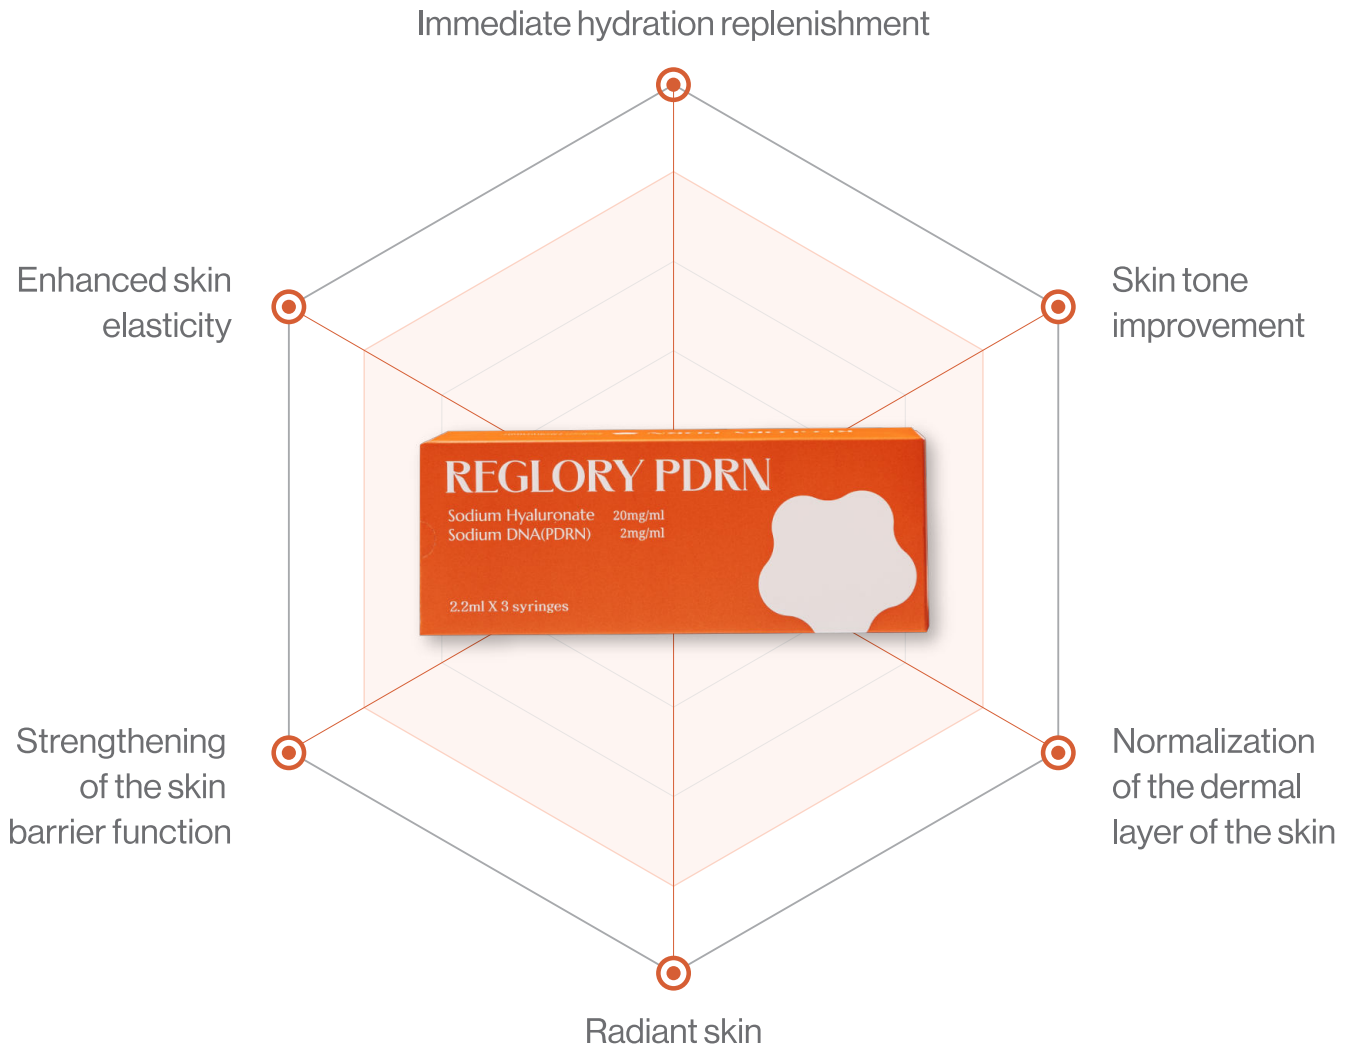 Immediate hydration replenishment
Enhanced skin
elasticity
Skin tone
improvement
REGLORY PDRN
Sodium Hyaluronate 20mg/ml
Sodium DNA(PDRN) 2mg/ml
2.2ml X 3 syringes
Strengthening
of the skin
barrier function
Normalization
of the dermal
layer of the skin
Radiant skin